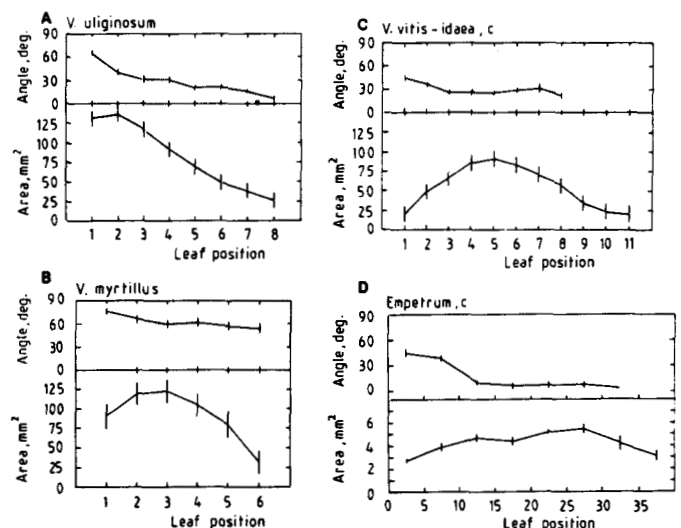 A
V. uliginosum
Angle, deg.
90
60
30
0
Area, mm²
125
100
75
50
25
0
1 2 3 4 5 6 7 8
Leaf position
B
V. myrtillus
Angle, deg.
90
60
30
0
Area, mm²
125
100
75
50
25
0
1 2 3 4 5 6
Leaf position
C
V. vitis-idaea, c
Angle, deg.
90
60
30
0
Area, mm²
125
100
75
50
25
0
1 2 3 4 5 6 7 8 9 10 11
Leaf position
D
Empetrum, c
Angle, deg.
90
60
30
0
Area, mm²
6
4
2
0
0 5 10 15 20 25 30 35
Leaf position